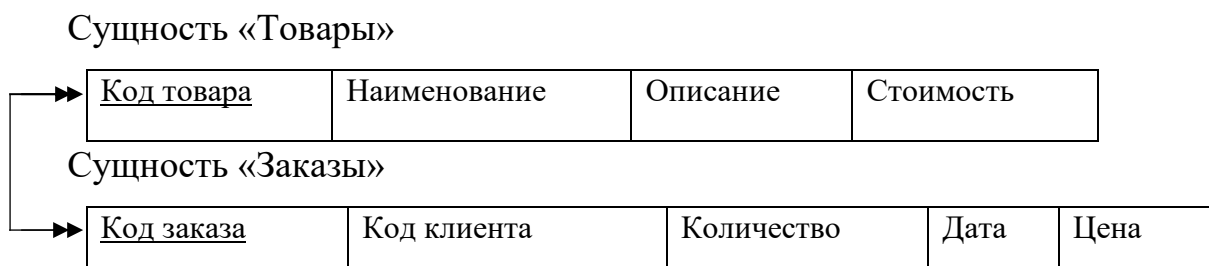 Сущность «Товары»
Код товара Наименование Описание Стоимость
Сущность «Заказы»
Код заказа Код клиента Количество Дата Цена